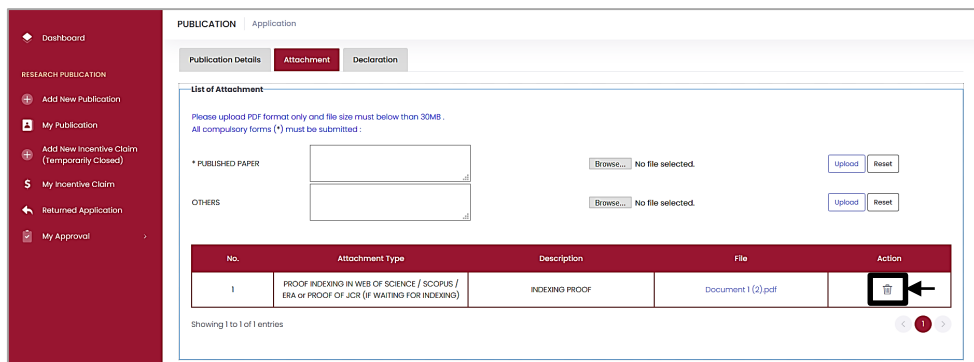 Dashboard
RESEARCH PUBLICATION
Add New Publication
My Publication
Add New Incentive Claim
(Temporarily Closed)
My Incentive Claim
Returned Application
My Approval
PUBLICATION Application
Publication Details Attachment Declaration
List of Attachment
Please upload PDF format only and file size must below than 30MB .
All compulsory forms (*) must be submitted :
* PUBLISHED PAPER Browse... No file selected. Upload Reset
OTHERS Browse... No file selected. Upload Reset
No. Attachment Type Description File Action
1 PROOF INDEXING IN WEB OF SCIENCE / SCOPUS / INDEXING PROOF Document 1 (2).pdf
ERA or PROOF OF JCR (IF WAITING FOR INDEXING)
Showing 1 to 1 of 1 entries 1